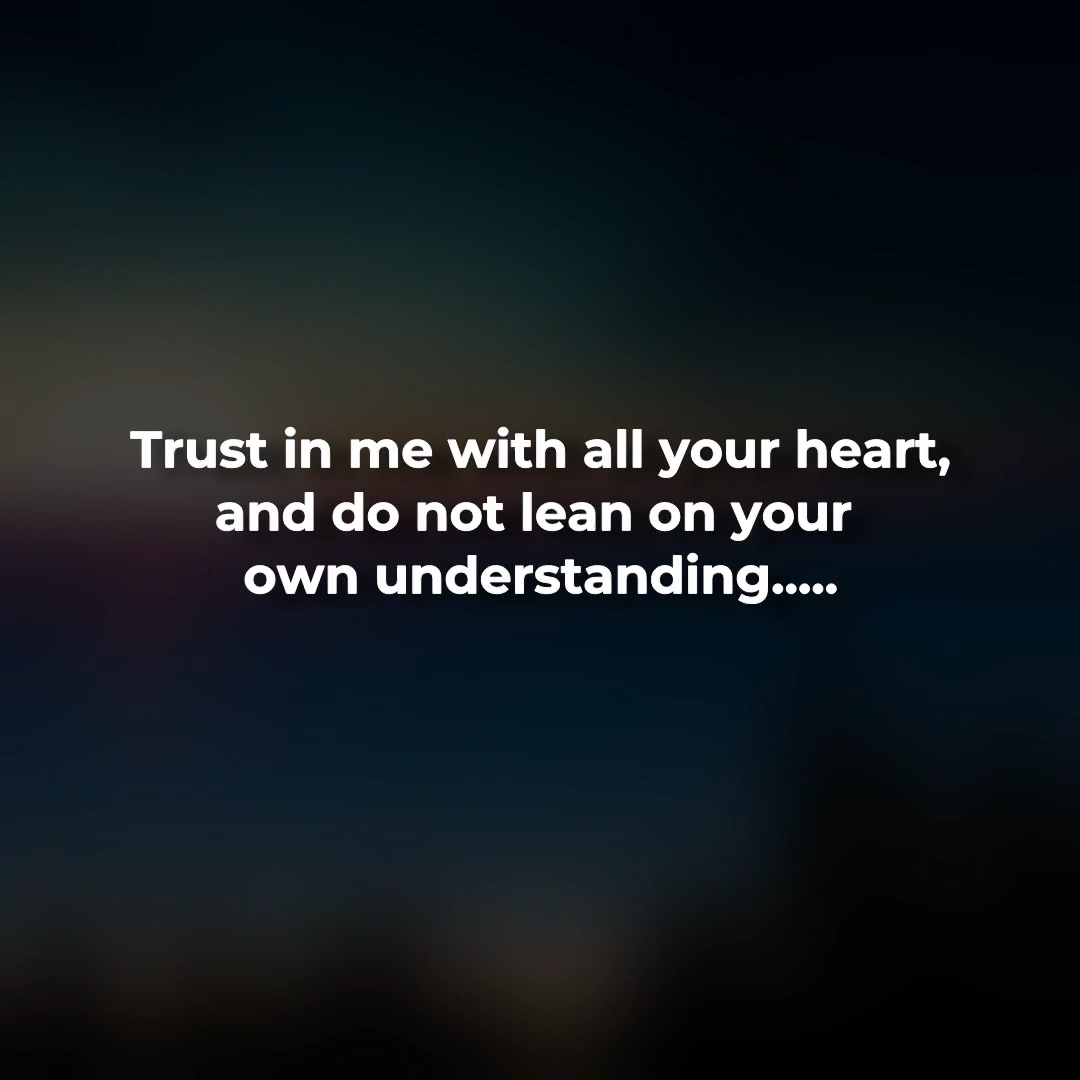 Trust in me with all your heart,
and do not lean on your
own understanding.....